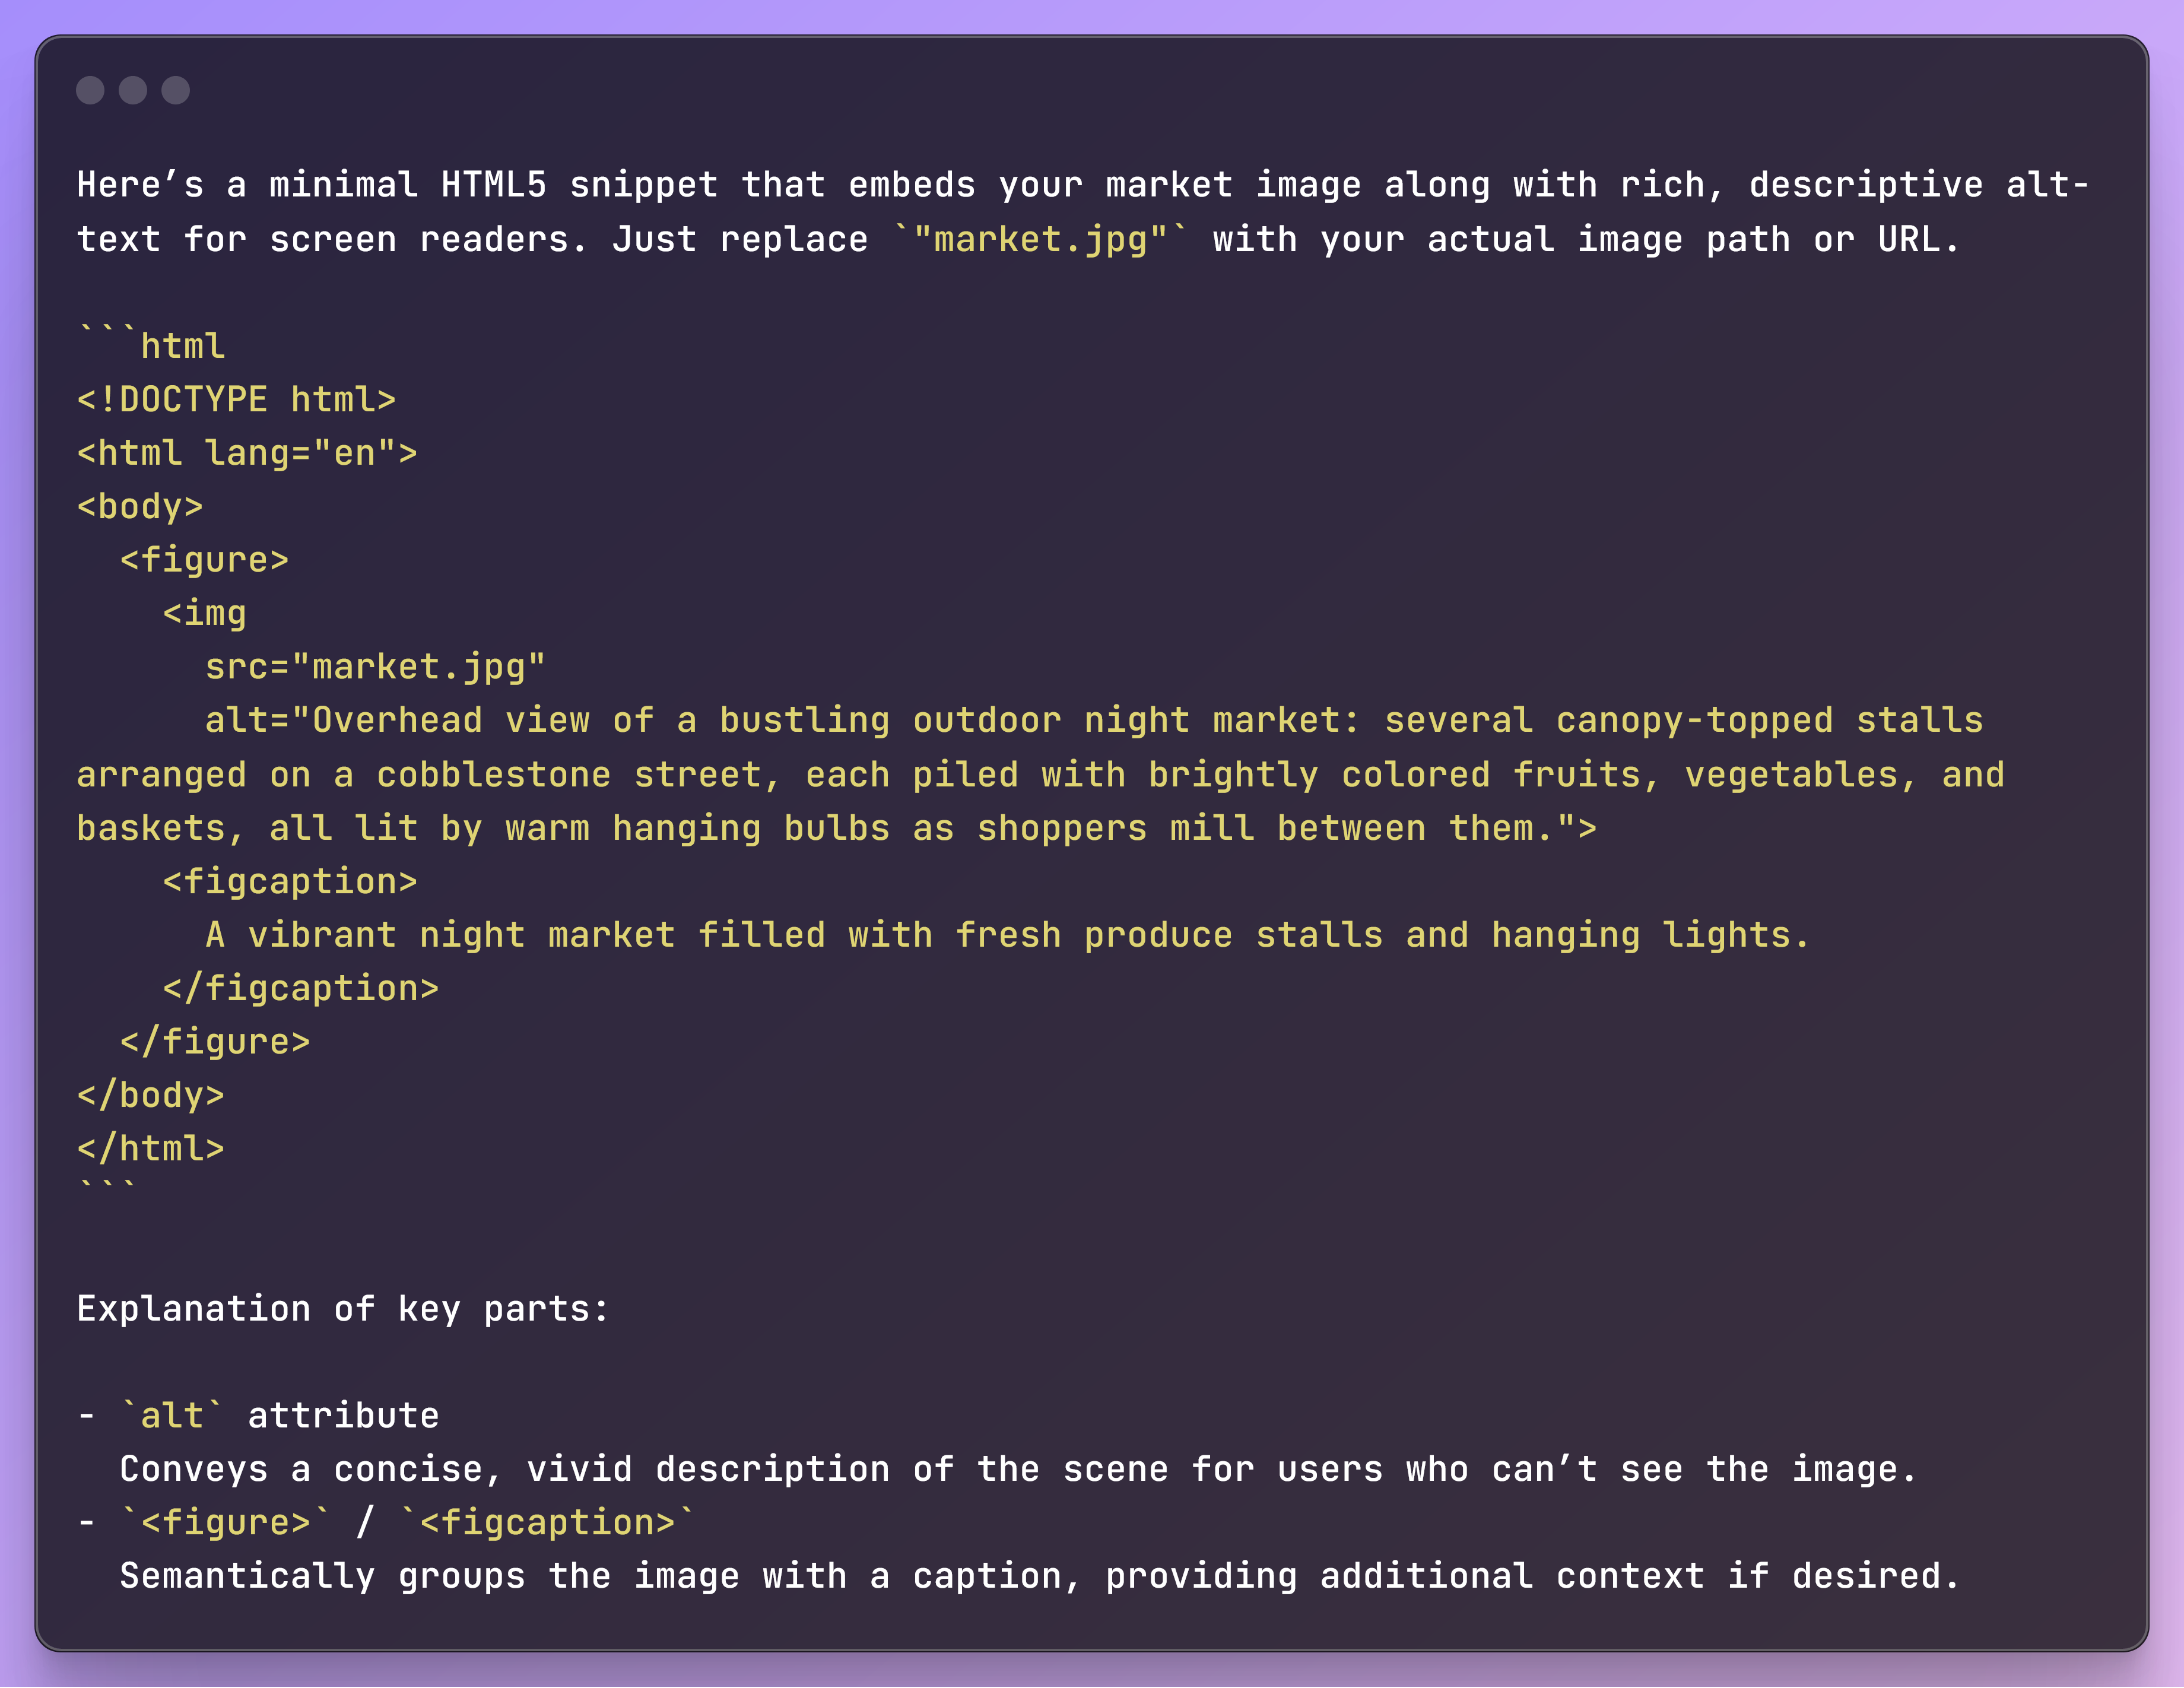 Here’s a minimal HTML5 snippet that embeds your market image along with rich, descriptive alt-
text for screen readers. Just replace `"market.jpg"` with your actual image path or URL.

```html
<!DOCTYPE html>
<html lang="en">
<body>
  <figure>
    <img
      src="market.jpg"
      alt="Overhead view of a bustling outdoor night market: several canopy-topped stalls
arranged on a cobblestone street, each piled with brightly colored fruits, vegetables, and
baskets, all lit by warm hanging bulbs as shoppers mill between them.">
    <figcaption>
      A vibrant night market filled with fresh produce stalls and hanging lights.
    </figcaption>
  </figure>
</body>
</html>
```

Explanation of key parts:

- `alt` attribute
  Conveys a concise, vivid description of the scene for users who can’t see the image.
- `<figure>` / `<figcaption>`
  Semantically groups the image with a caption, providing additional context if desired.